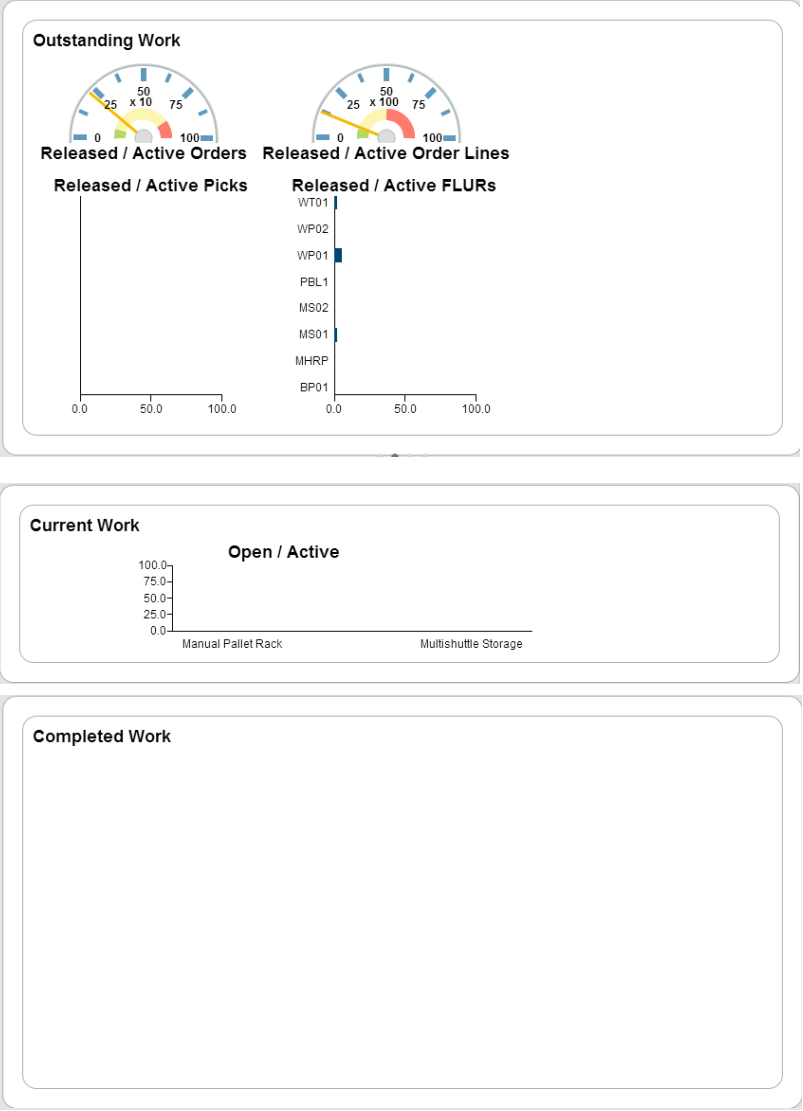 Outstanding Work
50
25 x 10 75
0 100
Released / Active Orders
50
25 x 100 75
0 100
Released / Active Order Lines
Released / Active Picks
0.0 50.0 100.0
Released / Active FLURs
WT01
WP02
WP01
PBL1
MS02
MS01
MHRP
BP01
0.0 50.0 100.0
Current Work
Open / Active
100.0
75.0
50.0
25.0
0.0
Manual Pallet Rack Multishuttle Storage
Completed Work